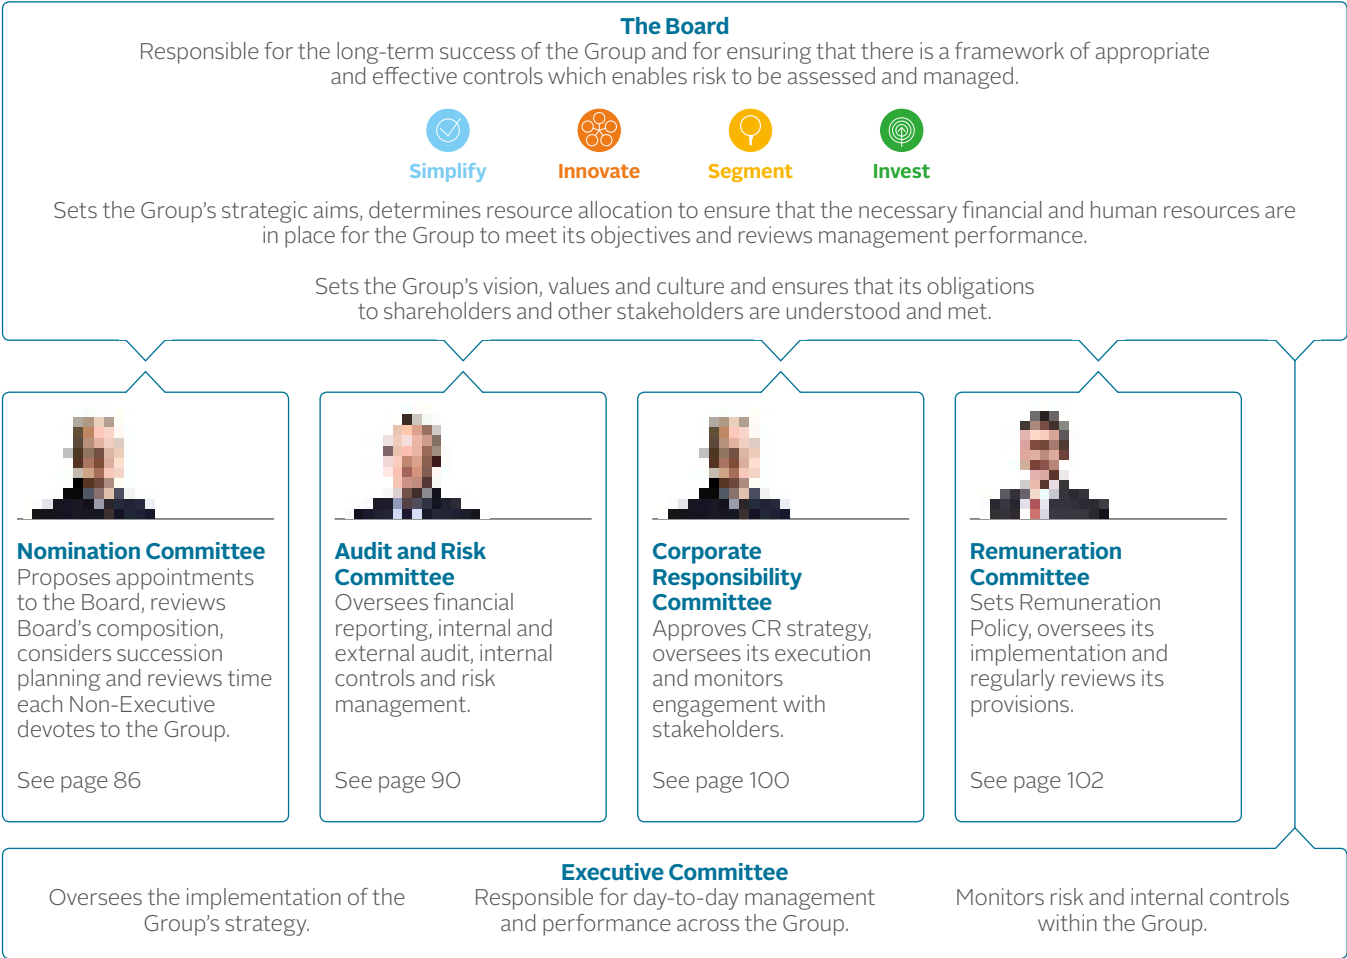 The Board
Responsible for the long-term success of the Group and for ensuring that there is a framework of appropriate
and effective controls which enables risk to be assessed and managed.
Simplify
Innovate
Segment
Invest
Sets the Group’s strategic aims, determines resource allocation to ensure that the necessary financial and human resources are
in place for the Group to meet its objectives and reviews management performance.
Sets the Group’s vision, values and culture and ensures that its obligations
to shareholders and other stakeholders are understood and met.
Nomination Committee
Proposes appointments
to the Board, reviews
Board’s composition,
considers succession
planning and reviews time
each Non-Executive
devotes to the Group.
See page 86
Audit and Risk
Committee
Oversees financial
reporting, internal and
external audit, internal
controls and risk
management.
See page 90
Corporate
Responsibility
Committee
Approves CR strategy,
oversees its execution
and monitors
engagement with
stakeholders.
See page 100
Remuneration
Committee
Sets Remuneration
Policy, oversees its
implementation and
regularly reviews its
provisions.
See page 102
Executive Committee
Oversees the implementation of the
Group’s strategy.
Responsible for day-to-day management
and performance across the Group.
Monitors risk and internal controls
within the Group.